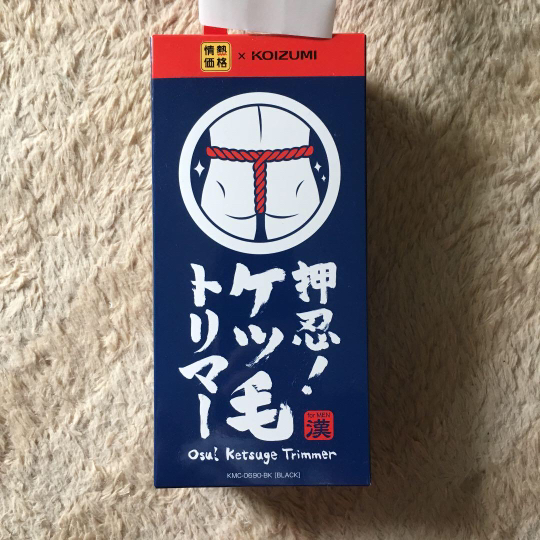 情熱価格 × KOIZUMI
押忍！
ケツ毛
トリマー
for MEN
漢
Osu! Ketsuge Trimmer
KMC-0690-BK [BLACK]